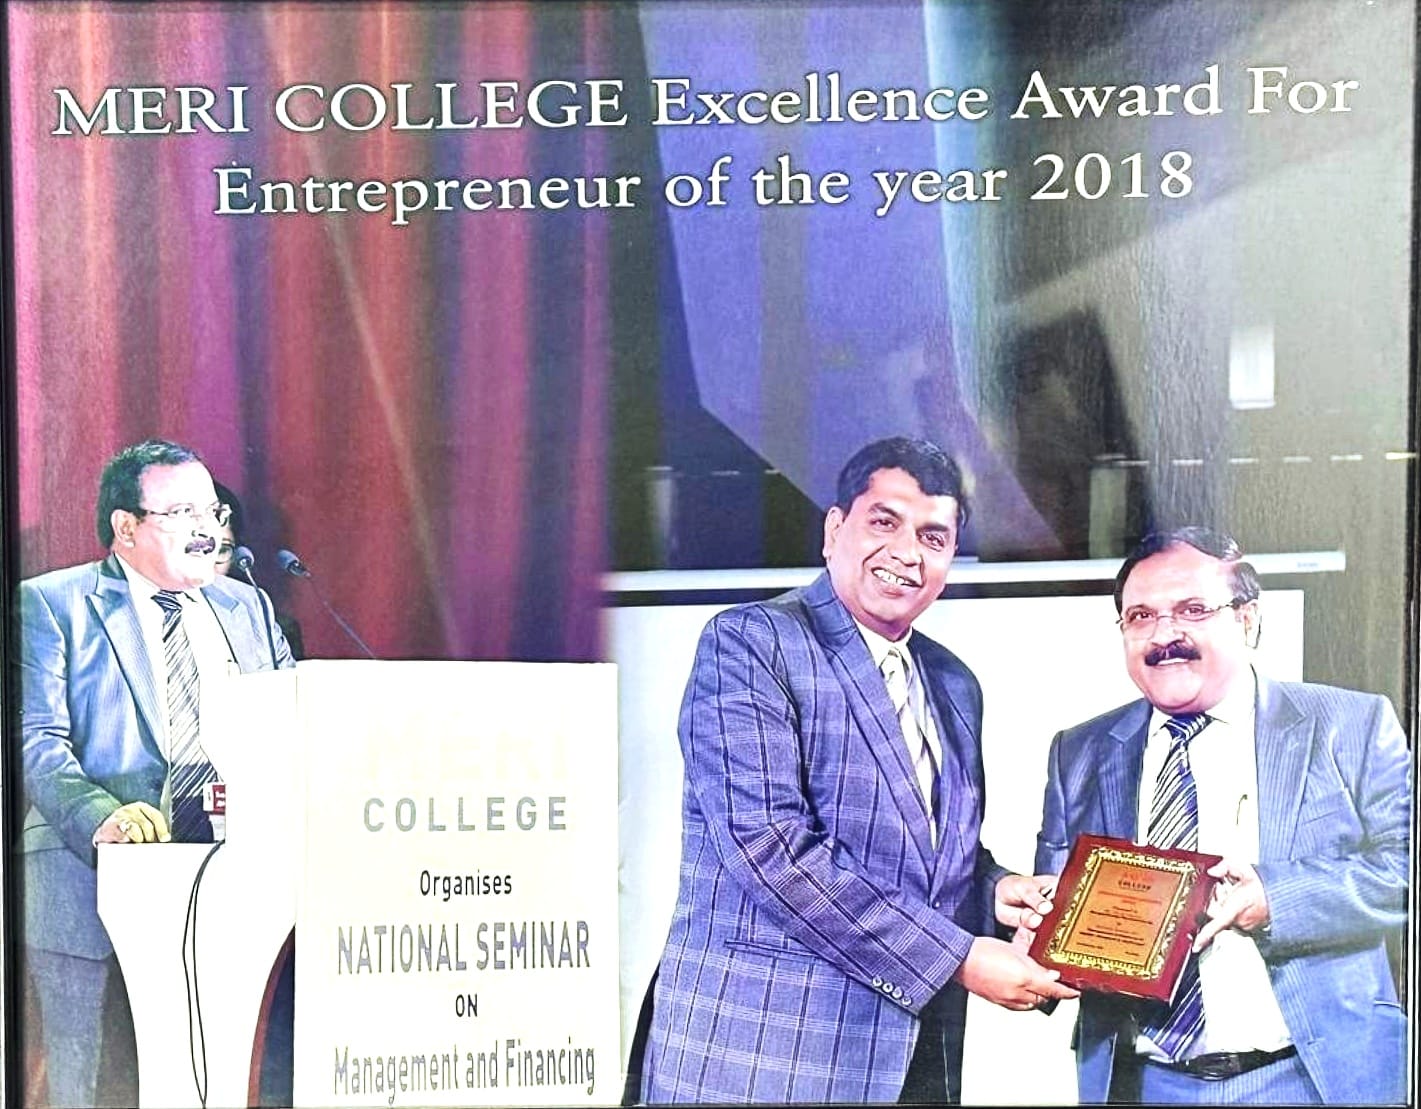 MERI COLLEGE Excellence Award For
Entrepreneur of the year 2018
MERI
COLLEGE
Organises
NATIONAL SEMINAR
ON
Management and Financing
COLLEGE